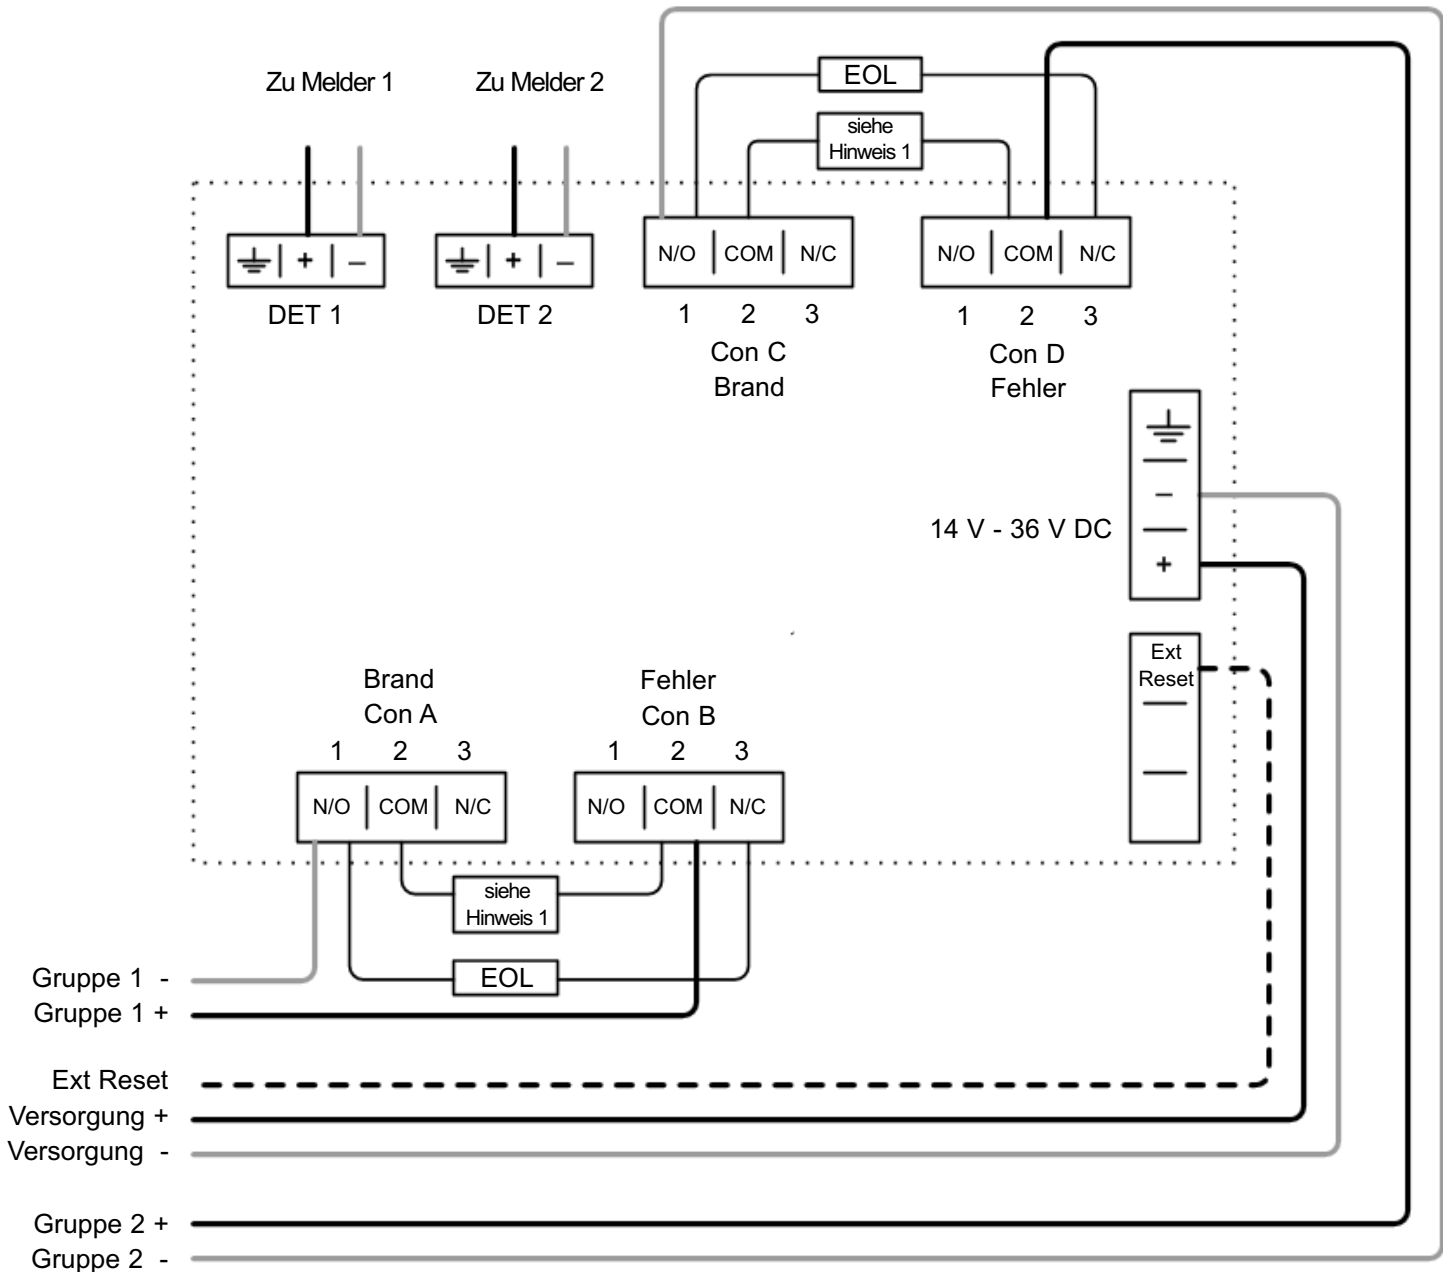 Zu Melder 1
Zu Melder 2
EOL
siehe
Hinweis 1
+ –
DET 1
+ –
DET 2
N/O COM N/C
1 2 3
Con C
Brand
N/O COM N/C
1 2 3
Con D
Fehler
–
14 V - 36 V DC
+
Ext
Reset
Brand
Con A
1 2 3
N/O COM N/C
Fehler
Con B
1 2 3
N/O COM N/C
siehe
Hinweis 1
EOL
Gruppe 1 -
Gruppe 1 +
Ext Reset
Versorgung +
Versorgung -
Gruppe 2 +
Gruppe 2 -